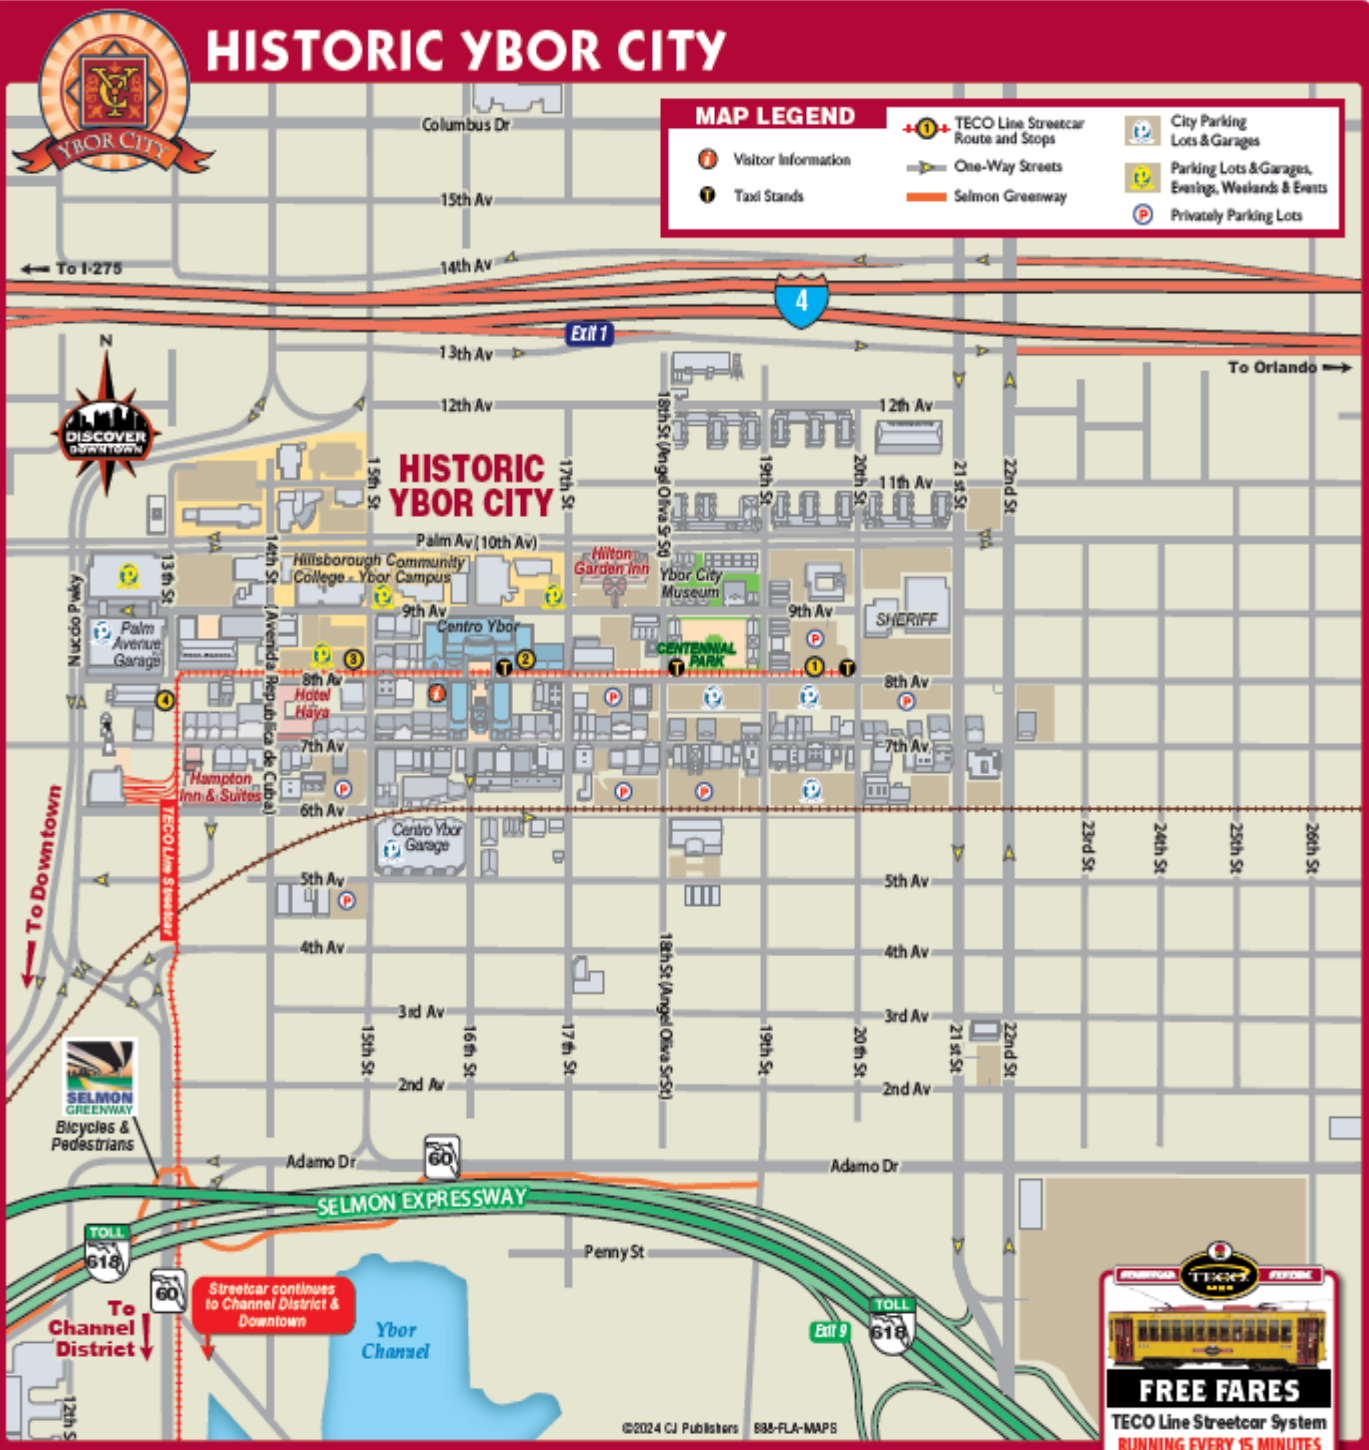 HISTORIC YBOR CITY
YC
YBOR CITY
MAP LEGEND
Visitor Information
Taxi Stands
TECO Line Streetcar
Route and Stops
One-Way Streets
Selmon Greenway
City Parking
Lots & Garages
Parking Lots & Garages,
Evenings, Weekends & Events
Privately Parking Lots
Columbus Dr
15th Av
14th Av
To I-275
4
Exit 1
13th Av
To Orlando
N
DISCOVER
DOWNTOWN
12th Av
12th Av
HISTORIC
YBOR CITY
15th St
17th St
18th St (Angel Oliva Sr St)
19th St
20th St
21st St
22nd St
11th Av
Palm Av (10th Av)
Nuccio Pkwy
13th St
14th St (Avenida Republica de Cuba)
Hillsborough Community
College - Ybor Campus
Hilton
Garden Inn
Ybor City
Museum
9th Av
9th Av
SHERIFF
Palm
Avenue
Garage
Centro Ybor
CENTENNIAL
PARK
3
2
1
4
T
T
T
8th Av
8th Av
Hotel
Haya
7th Av
7th Av
Hampton
Inn & Suites
6th Av
TECO Line Streetcar
To Downtown
Centro Ybor
Garage
23rd St
24th St
25th St
26th St
5th Av
5th Av
4th Av
4th Av
18th St (Angel Oliva Sr St)
3rd Av
3rd Av
15th St
16th St
17th St
19th St
20th St
21st St
22nd St
2nd Av
2nd Av
SELMON
GREENWAY
Bicycles &
Pedestrians
Adamo Dr
60
Adamo Dr
SELMON EXPRESSWAY
TOLL
618
Penny St
60
To
Channel
District
Streetcar continues
to Channel District &
Downtown
Ybor
Channel
Exit 9
TOLL
618
12th S
©2024 CJ Publishers 888-FLA-MAPS
STREETCAR
TECO
LINE
SYSTEM
FREE FARES
TECO Line Streetcar System
RUNNING EVERY 15 MINUTES